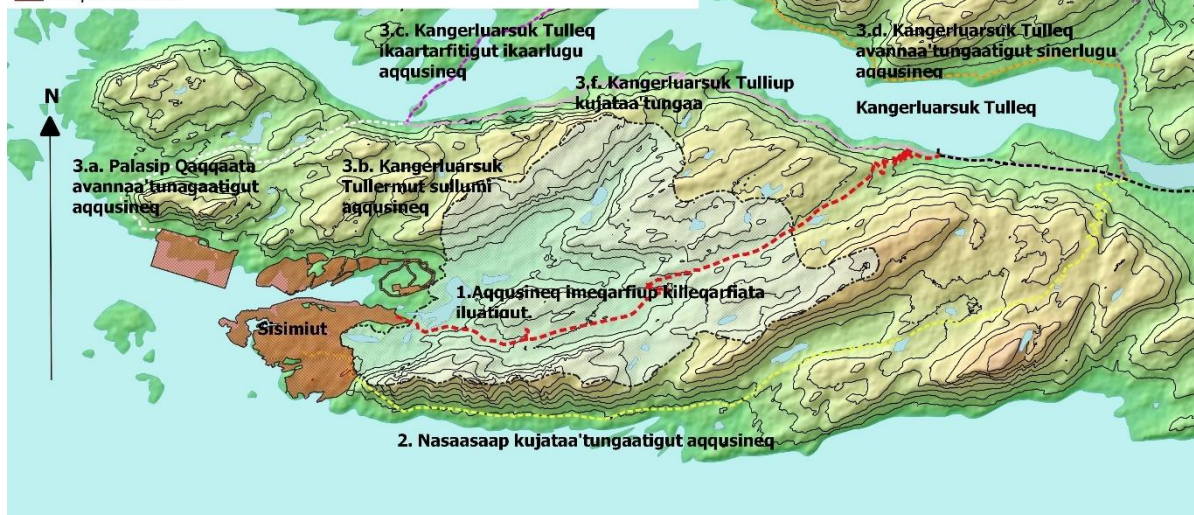 3.c. Kangerluarsuk Tulleq
ikaartarfitigut ikaarlugu
aqqusineq
3.d. Kangerluarsuk Tulleq
avannaa'tungaatigut sinerlugu
aqqusineq
3.f. Kangerluarsuk Tulliup
kujataa'tungaa
Kangerluarsuk Tulleq
N
3.a. Palasip Qaqqaata
avannaa'tunagaatigut
aqqusineq
3.b. Kangerluarsuk
Tullermut sullumi
aqqusineq
1.Aqqusineq imeqarfiup killeqarfiata
iluatigut.
Sisimiut
2. Nasaasaap kujataa'tungaatigut aqqusineq